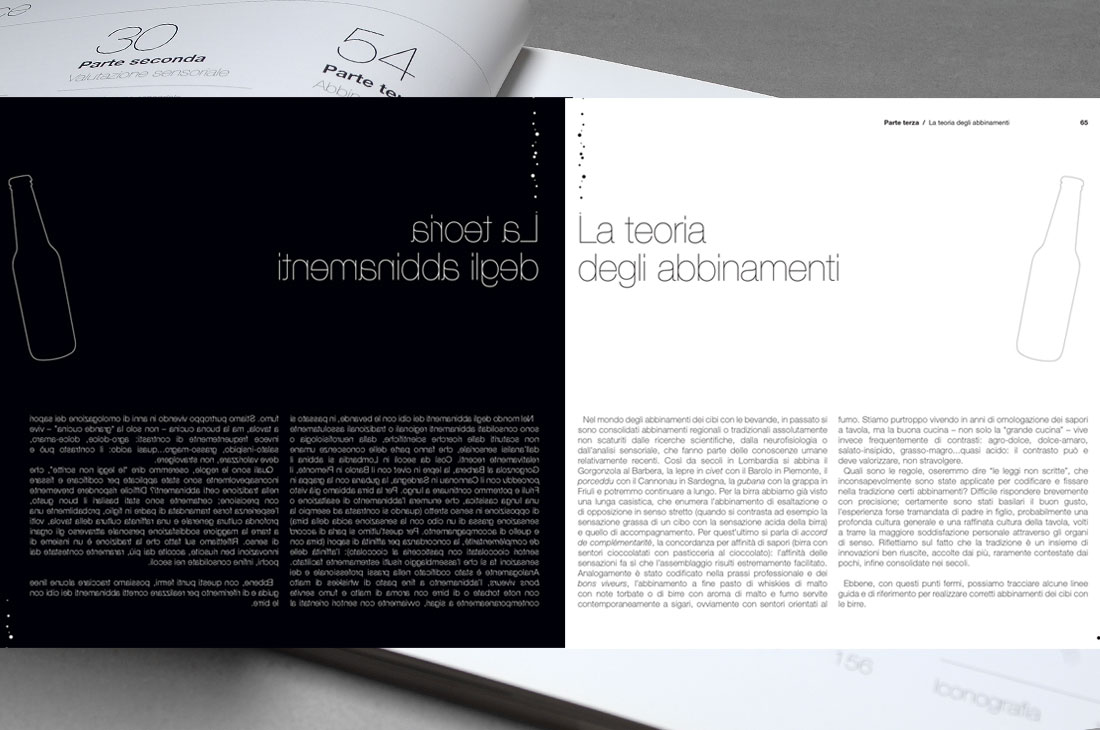 30
Parte seconda
Valutazione sensoriale
54
Parte
Parte terza / La teoria degli abbinamenti
65
La teoria
degli abbinamenti
Nel mondo degli abbinamenti dei cibi con le bevande, in passato si
sono consolidati abbinamenti regionali o tradizionali assolutamente
non scaturiti dalle ricerche scientifiche, dalla neurofisiologia o
dall'analisi sensoriale, che fanno parte delle conoscenze umane
relativamente recenti. Così da secoli in Lombardia si abbina il
Gorgonzola al Barbera, la lepre in civet con il Barolo in Piemonte, il
porceddu con il Cannonau in Sardegna, la gubana con la grappa in
Friuli e potremmo continuare a lungo. Per la birra abbiamo già visto
una lunga casistica, che enumera l'abbinamento di esaltazione o
di opposizione in senso stretto (quando si contrasta ad esempio la
sensazione grassa di un cibo con la sensazione acida della birra)
e quello di accompagnamento. Per quest'ultimo si parla di accord
de complémentarité, la concordanza per affinità di sapori (birra con
sentori cioccolatati con pasticceria al cioccolato): l'affinità delle
sensazioni fa sì che l'assemblaggio risulti estremamente facilitato.
Analogamente è stato codificato nella prassi professionale e dei
bons viveurs, l'abbinamento a fine pasto di whiskies di malto
con note torbate o di birre con aroma di malto e fumo servite
contemporaneamente a sigari, ovviamente con sentori orientati al
fumo. Stiamo purtroppo vivendo in anni di omologazione dei sapori
a tavola, ma la buona cucina – non solo la "grande cucina" – vive
invece frequentemente di contrasti: agro-dolce, dolce-amaro,
salato-insipido, grasso-magro...quasi acido: il contrasto può e
deve valorizzare, non stravolgere.
Quali sono le regole, oseremmo dire "le leggi non scritte", che
inconsapevolmente sono state applicate per codificare e fissare
nella tradizione certi abbinamenti? Difficile rispondere brevemente
con precisione; certamente sono stati basilari il buon gusto,
l'esperienza forse tramandata di padre in figlio, probabilmente una
profonda cultura generale e una raffinata cultura della tavola, volti
a trarre la maggiore soddisfazione personale attraverso gli organi
di senso. Riflettiamo sul fatto che la tradizione è un insieme di
innovazioni ben riuscite, accolte dai più, raramente contestate dai
pochi, infine consolidate nei secoli.
Ebbene, con questi punti fermi, possiamo tracciare alcune linee
guida e di riferimento per realizzare corretti abbinamenti dei cibi con
le birre.
156
Iconografia